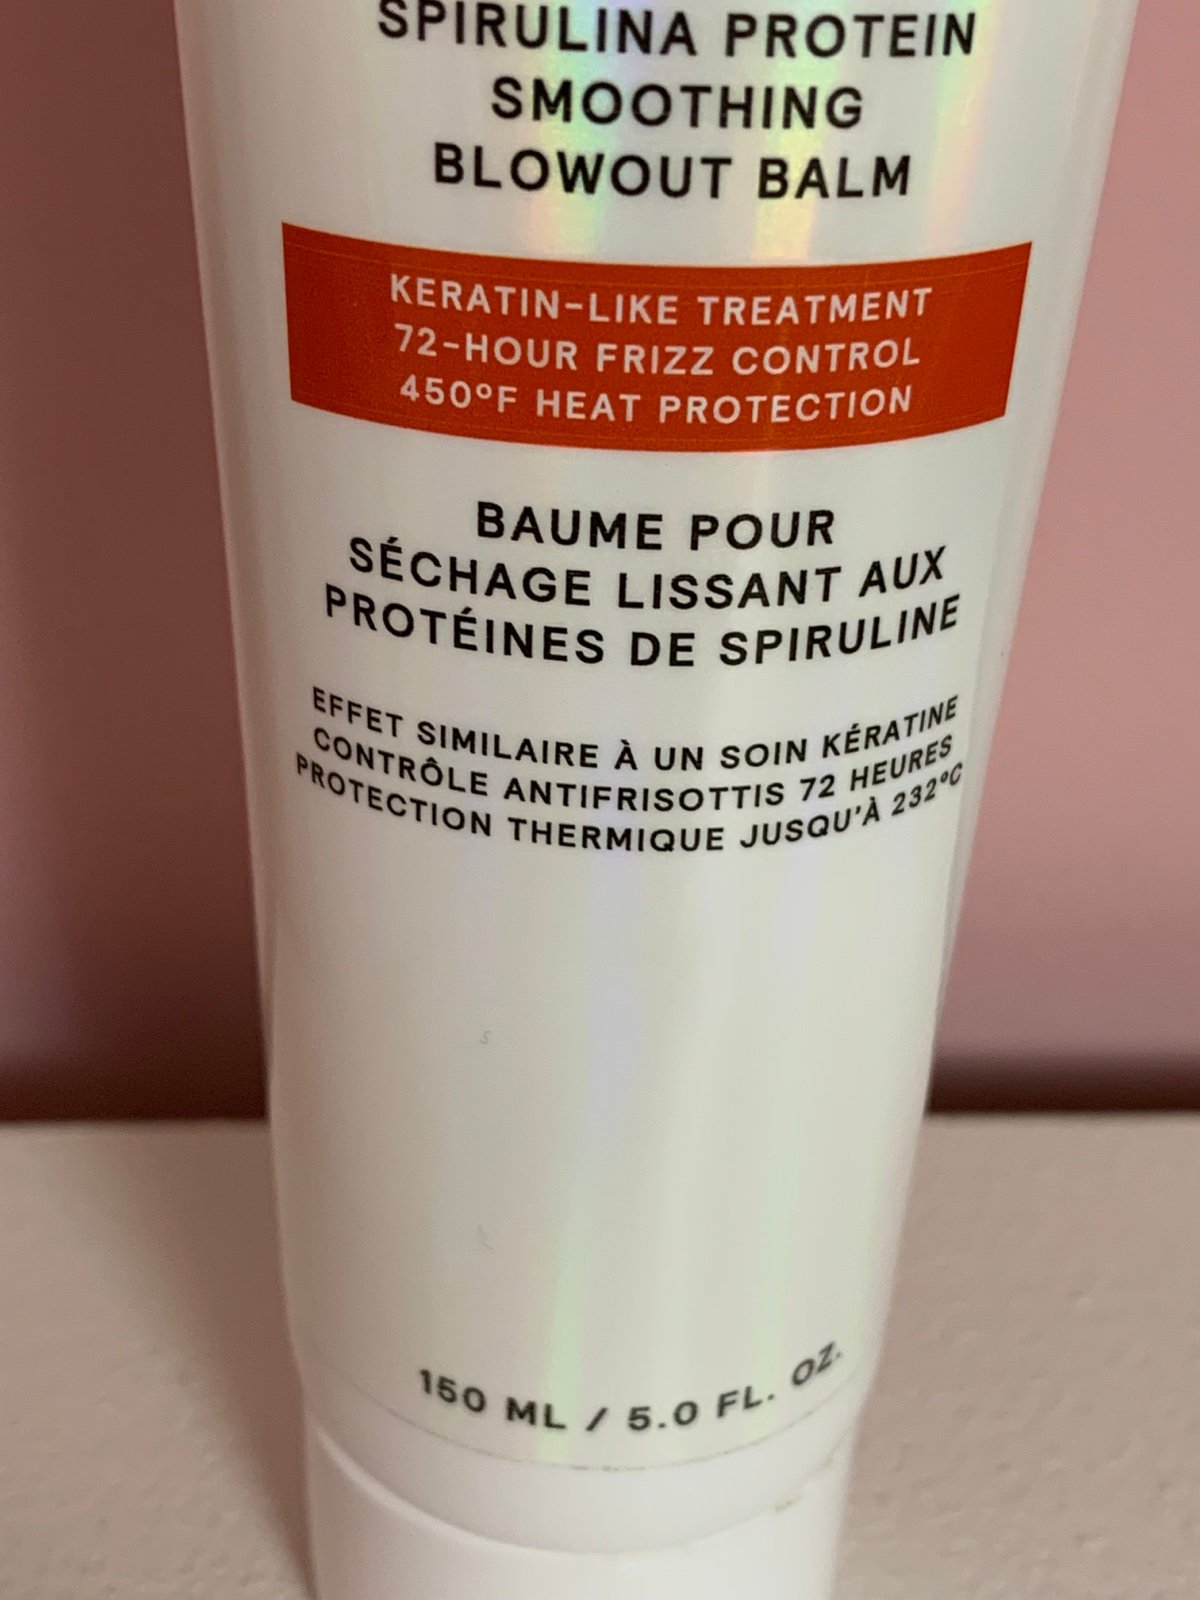 SPIRULINA PROTEIN
SMOOTHING
BLOWOUT BALM
KERATIN-LIKE TREATMENT
72-HOUR FRIZZ CONTROL
450°F HEAT PROTECTION
BAUME POUR
SÉCHAGE LISSANT AUX
PROTÉINES DE SPIRULINE
EFFET SIMILAIRE À UN SOIN KÉRATINE
CONTRÔLE ANTIFRISOTTIS 72 HEURES
PROTECTION THERMIQUE JUSQU'À 232°C
150 ML / 5.0 FL. OZ.